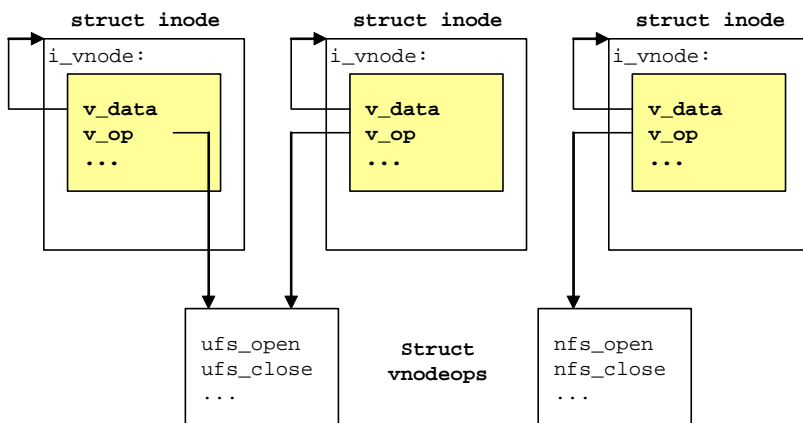 struct inode
struct inode
struct inode
i_vnode:
i_vnode:
i_vnode:
v_data
v_op
...
v_data
v_op
...
v_data
v_op
...
ufs_open
ufs_close
...
Struct
vnodeops
nfs_open
nfs_close
...